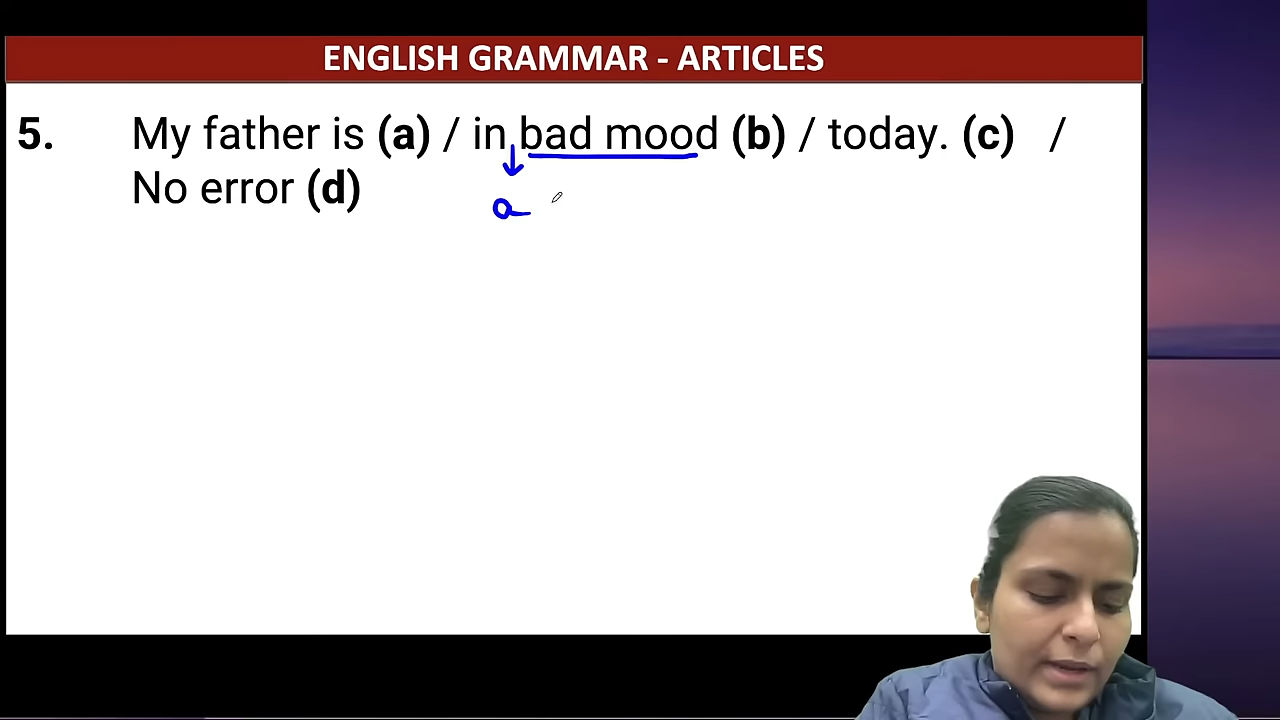 ENGLISH GRAMMAR - ARTICLES
5. My father is (a) / in bad mood (b) / today. (c) /
No error (d)
a